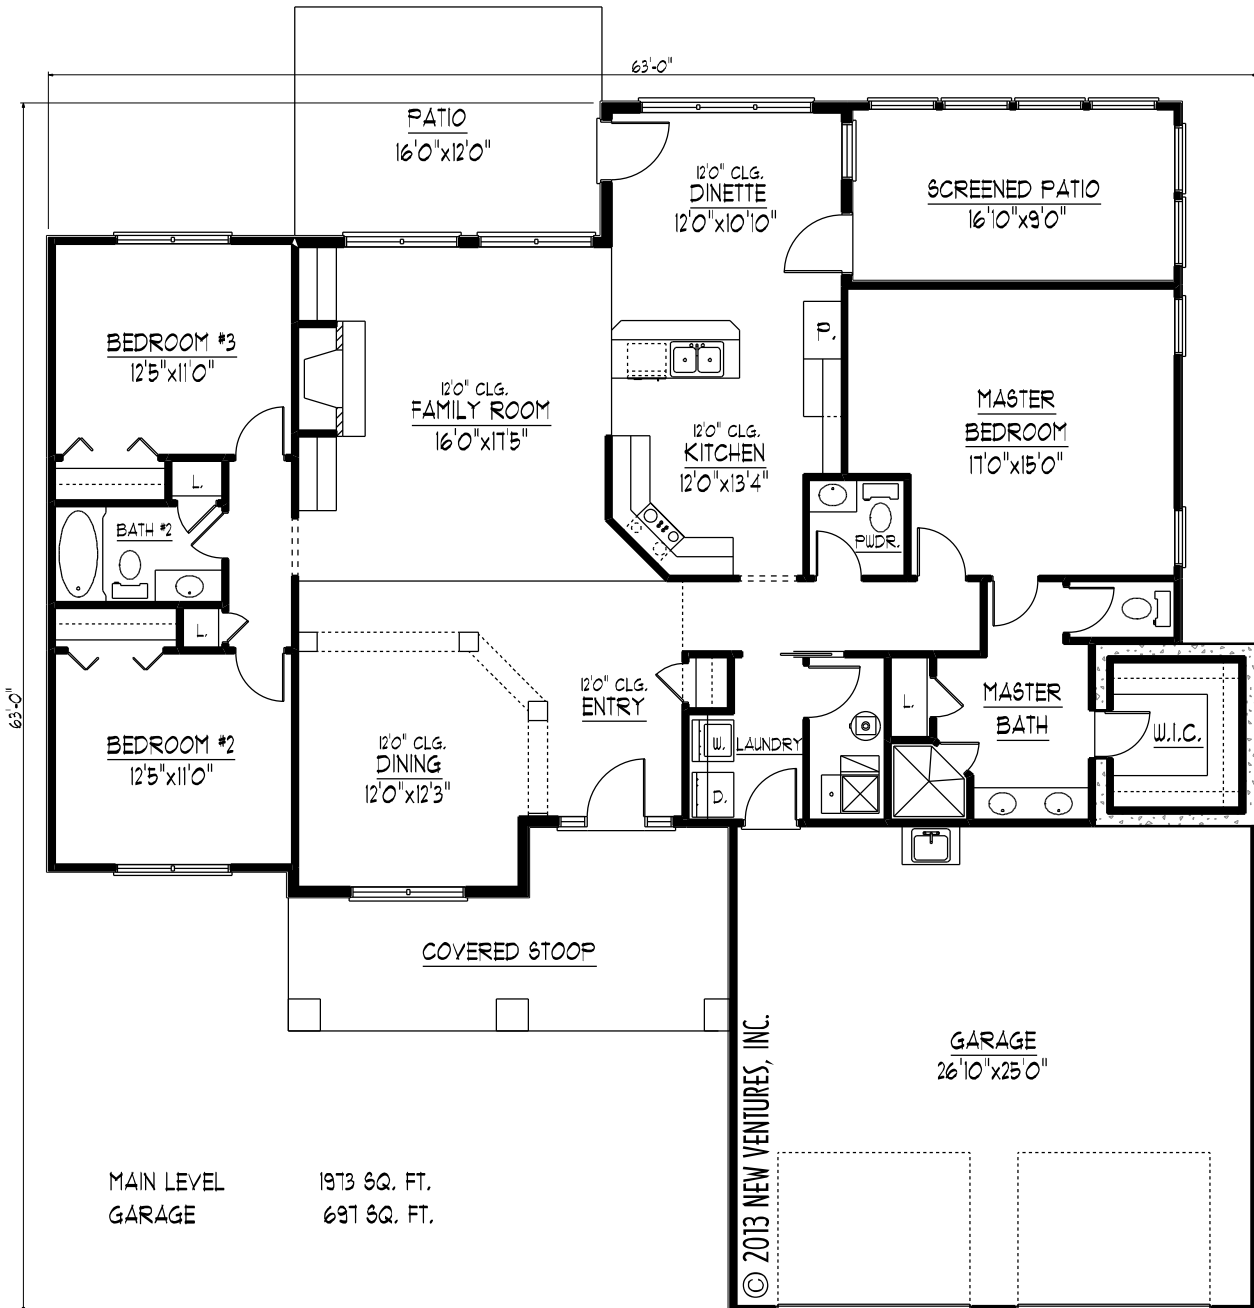 63'-0"
PATIO
16'0"x12'0"
12'0" CLG.
DINETTE
12'0"x10'10"
SCREENED PATIO
16'10"x9'0"
BEDROOM #3
12'5"x11'0"
12'0" CLG.
FAMILY ROOM
16'0"x17'5"
P.
12'0" CLG.
KITCHEN
12'0"x13'4"
MASTER
BEDROOM
17'0"x15'0"
L.
BATH #2
PWDR.
L.
63'-0"
12'0" CLG.
ENTRY
BEDROOM #2
12'5"x11'0"
12'0" CLG.
DINING
12'0"x12'3"
W.
LAUNDRY
D.
L.
MASTER
BATH
W.I.C.
COVERED STOOP
GARAGE
26'10"x25'0"
© 2013 NEW VENTURES, INC.
MAIN LEVEL 1973 SQ. FT.
GARAGE 697 SQ. FT.